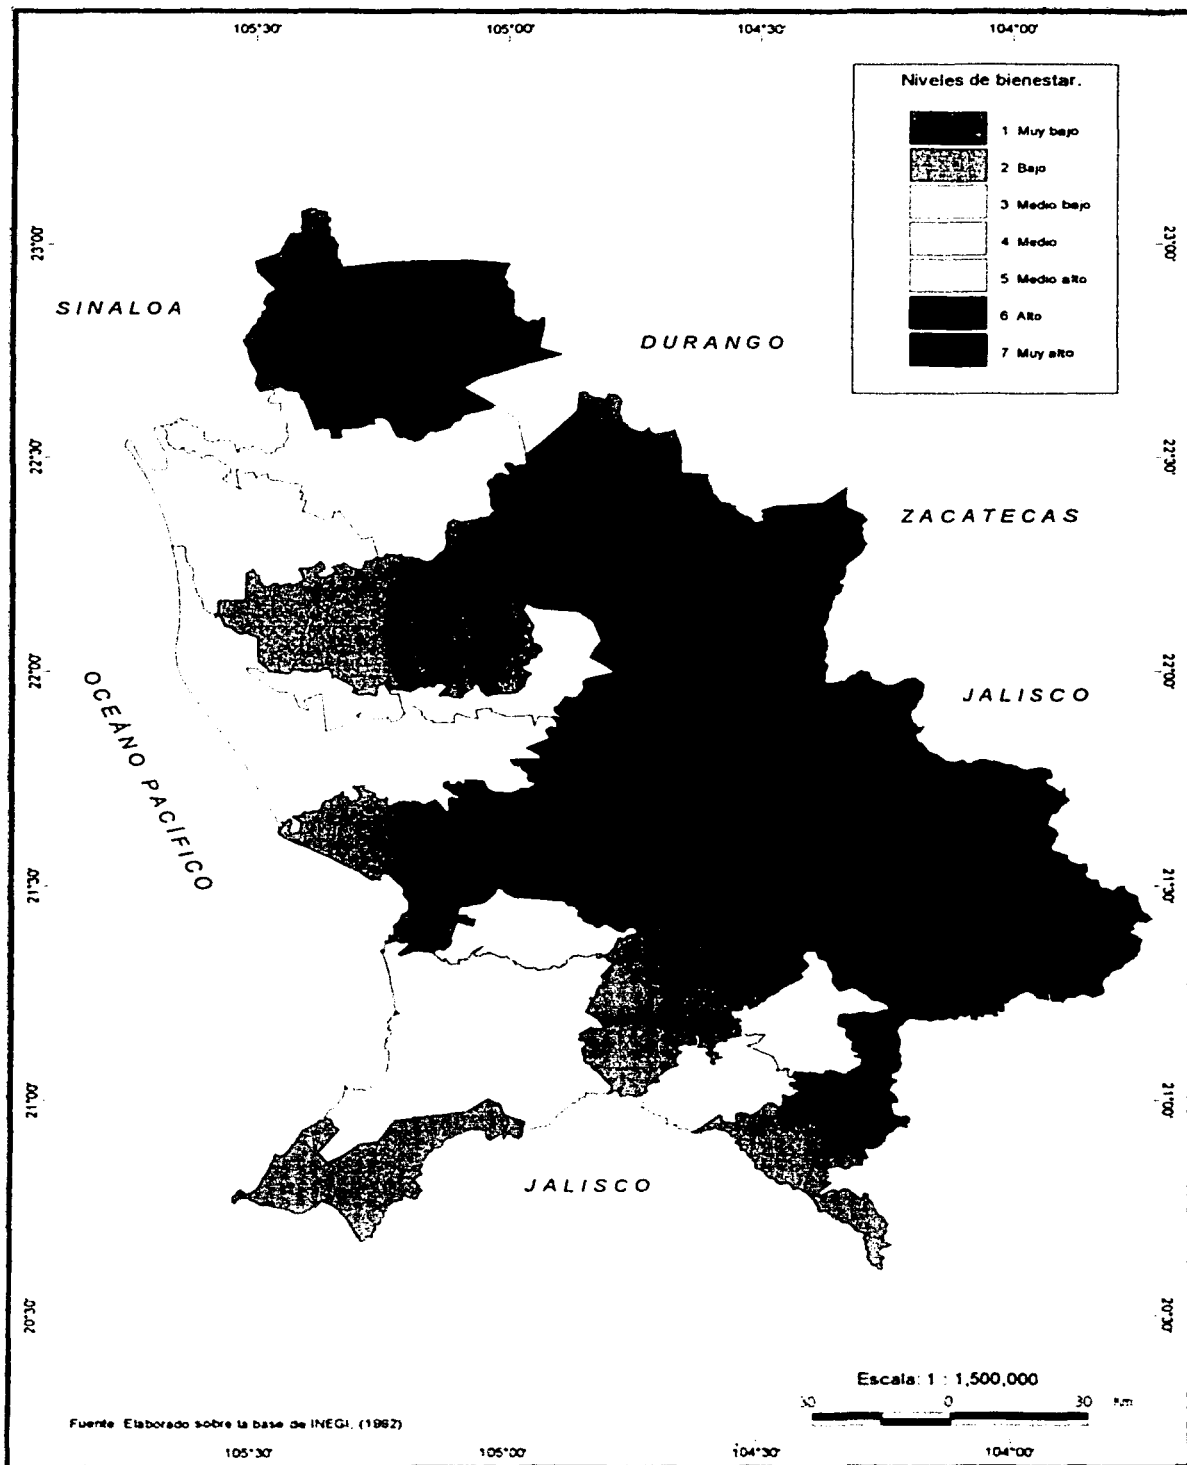 105°30' 105°00' 104°30' 104°00'
Niveles de bienestar.
1 Muy bajo
2 Bajo
3 Medio bajo
4 Medio
5 Medio alto
6 Alto
7 Muy alto
23°00' 23°00'
SINALOA
DURANGO
22°30' 22°30'
ZACATECAS
22°00' 22°00'
JALISCO
OCEÁNO PACÍFICO
21°30' 21°30'
21°00' 21°00'
JALISCO
20°30' 20°30'
Escala: 1 : 1,500,000
30 0 30 Km
Fuente: Elaborado sobre la base de INEGI, (1992)
105°30' 105°00' 104°30' 104°00'